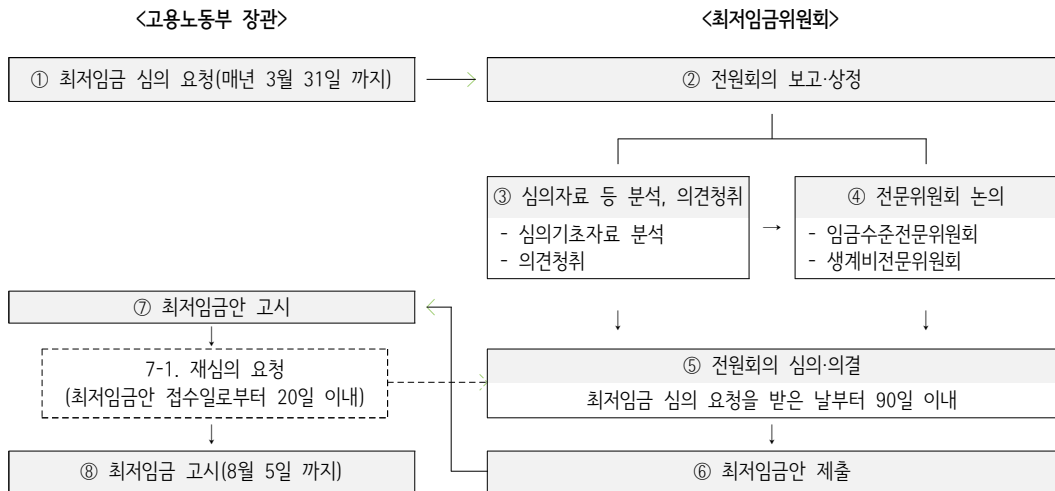 <고용노동부 장관>
<최저임금위원회>
① 최저임금 심의 요청(매년 3월 31일 까지)
② 전원회의 보고·상정
③ 심의자료 등 분석, 의견청취
- 심의기초자료 분석
- 의견청취
④ 전문위원회 논의
- 임금수준전문위원회
- 생계비전문위원회
⑦ 최저임금안 고시
7-1. 재심의 요청
(최저임금안 접수일로부터 20일 이내)
⑤ 전원회의 심의·의결
최저임금 심의 요청을 받은 날부터 90일 이내
⑧ 최저임금 고시(8월 5일 까지)
⑥ 최저임금안 제출